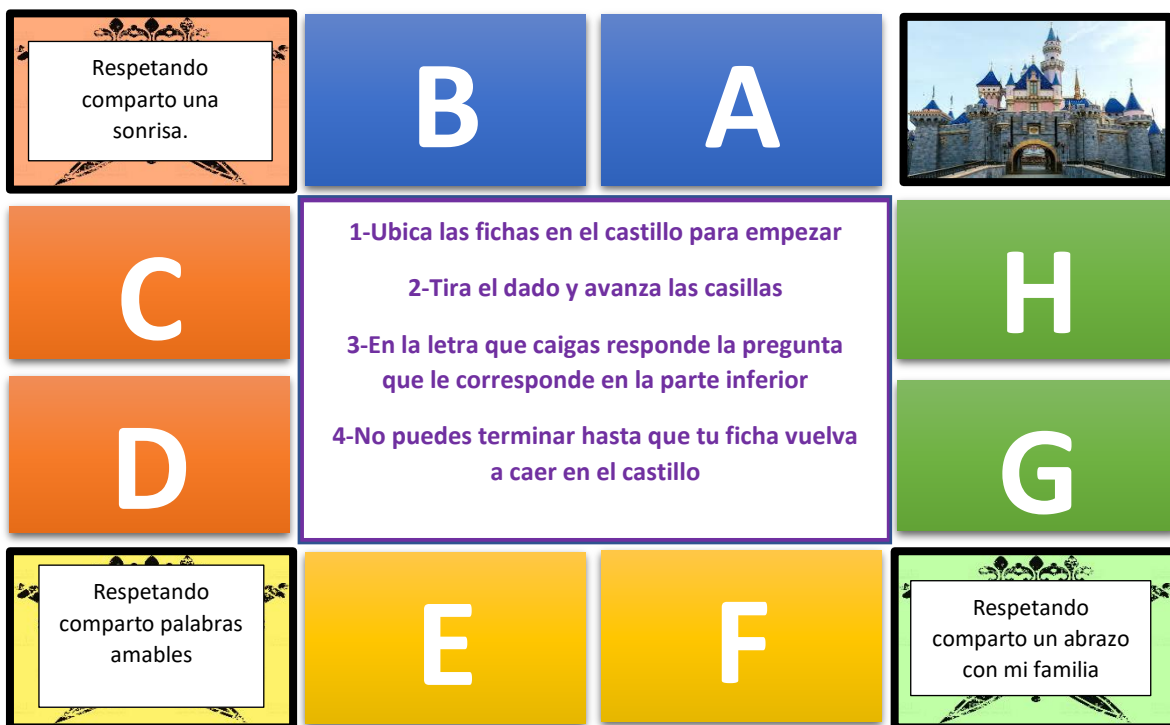 Respetando
comparto una
sonrisa.
B
A
C
1-Ubica las fichas en el castillo para empezar
2-Tira el dado y avanza las casillas
3-En la letra que caigas responde la pregunta
que le corresponde en la parte inferior
4-No puedes terminar hasta que tu ficha vuelva
a caer en el castillo
H
D
G
Respetando
comparto palabras
amables
E
F
Respetando
comparto un abrazo
con mi familia